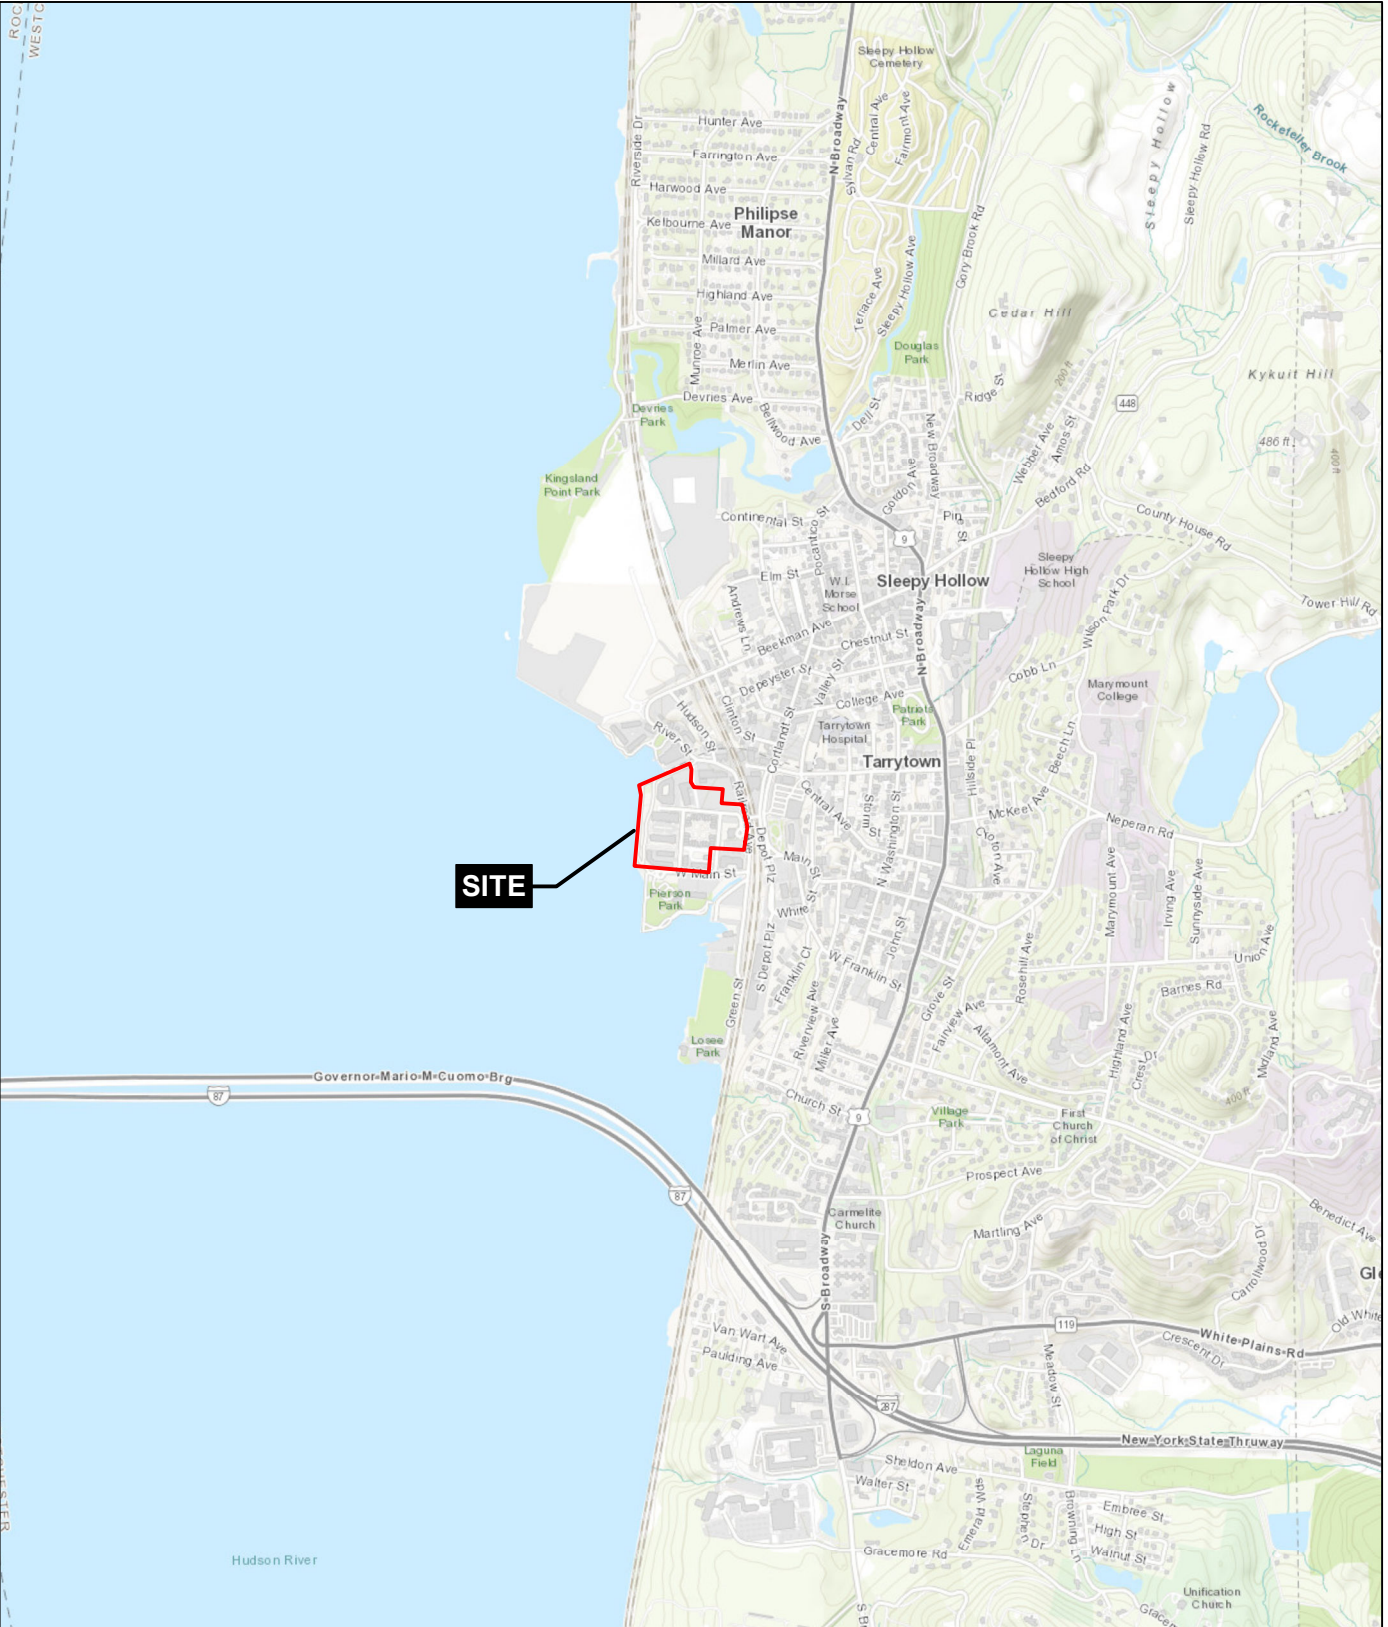 WESTC
Sleepy Hollow
Cemetery
Hunter Ave
Riverside Dr
N Broadway
Central Ave
Fairmont Ave
Sylvan Rd
Sleepy Hollow
Sleepy Hollow Rd
Rockefeller Brook
Farrington Ave
Harwood Ave
Philipse
Manor
Kelbourne Ave
Millard Ave
Highland Ave
Palmer Ave
Munroe Ave
Merlin Ave
Devries Ave
Bellwood Ave
Terrace Ave
Sleepy Hollow Ave
Gory Brook Rd
Cedar Hill
Douglas
Park
Kykuit Hill
Ridge St
200 ft
448
Devries
Park
Dell St
New Broadway
Webber Ave
Amos St
486 ft
400 ft
Kingsland
Point Park
Gordon Ave
Bedford Rd
Continental St
Pocantico St
9
County House Rd
Elm St
W.I.
Morse
School
Sleepy Hollow
Sleepy
Hollow High
School
Andrews Ln
Beekman Ave
Chestnut St
N Broadway
Wilson Park Dr
Tower Hill Rd
Depeyster St
Valley St
College Ave
Cobb Ln
Marymount
College
Clinton St
Hudson St
River St
Cortlandt St
Tarrytown
Hospital
Patriots
Park
Tarrytown
Hillside Pl
Beech Ln
Central Ave
Storm
St
N Washington St
McKeel Ave
Neperan Rd
Croton Ave
Depot Plz
Main St
SITE
W Main St
Pierson
Park
White St
John St
Marymount Ave
Irving Ave
Sunnyside Ave
S Depot Plz
Franklin Ct
W Franklin St
Rosehill Ave
Union Ave
Green St
Riverview Ave
Miller Ave
Grove St
Fairview Ave
Barnes Rd
Losee
Park
Altamont Ave
Highland Ave
Crest Dr
Midland Ave
400 ft
Governor Mario M Cuomo Brg
87
Church St
9
Village
Park
First
Church
of Christ
Prospect Ave
87
Carmelite
Church
Martling Ave
Benedict Ave
S Broadway
Carrollwood Dr
Gle
Old White
119
White Plains Rd
Crescent Dr
Van Wart Ave
Paulding Ave
Meadow St
287
New York State Thruway
Laguna
Field
Sheldon Ave
Walter St
Emerald Wds
Stephen Dr
Browning Ln
Embree St
High St
Walnut St
Gracemore Rd
Hudson River
Unification
Church